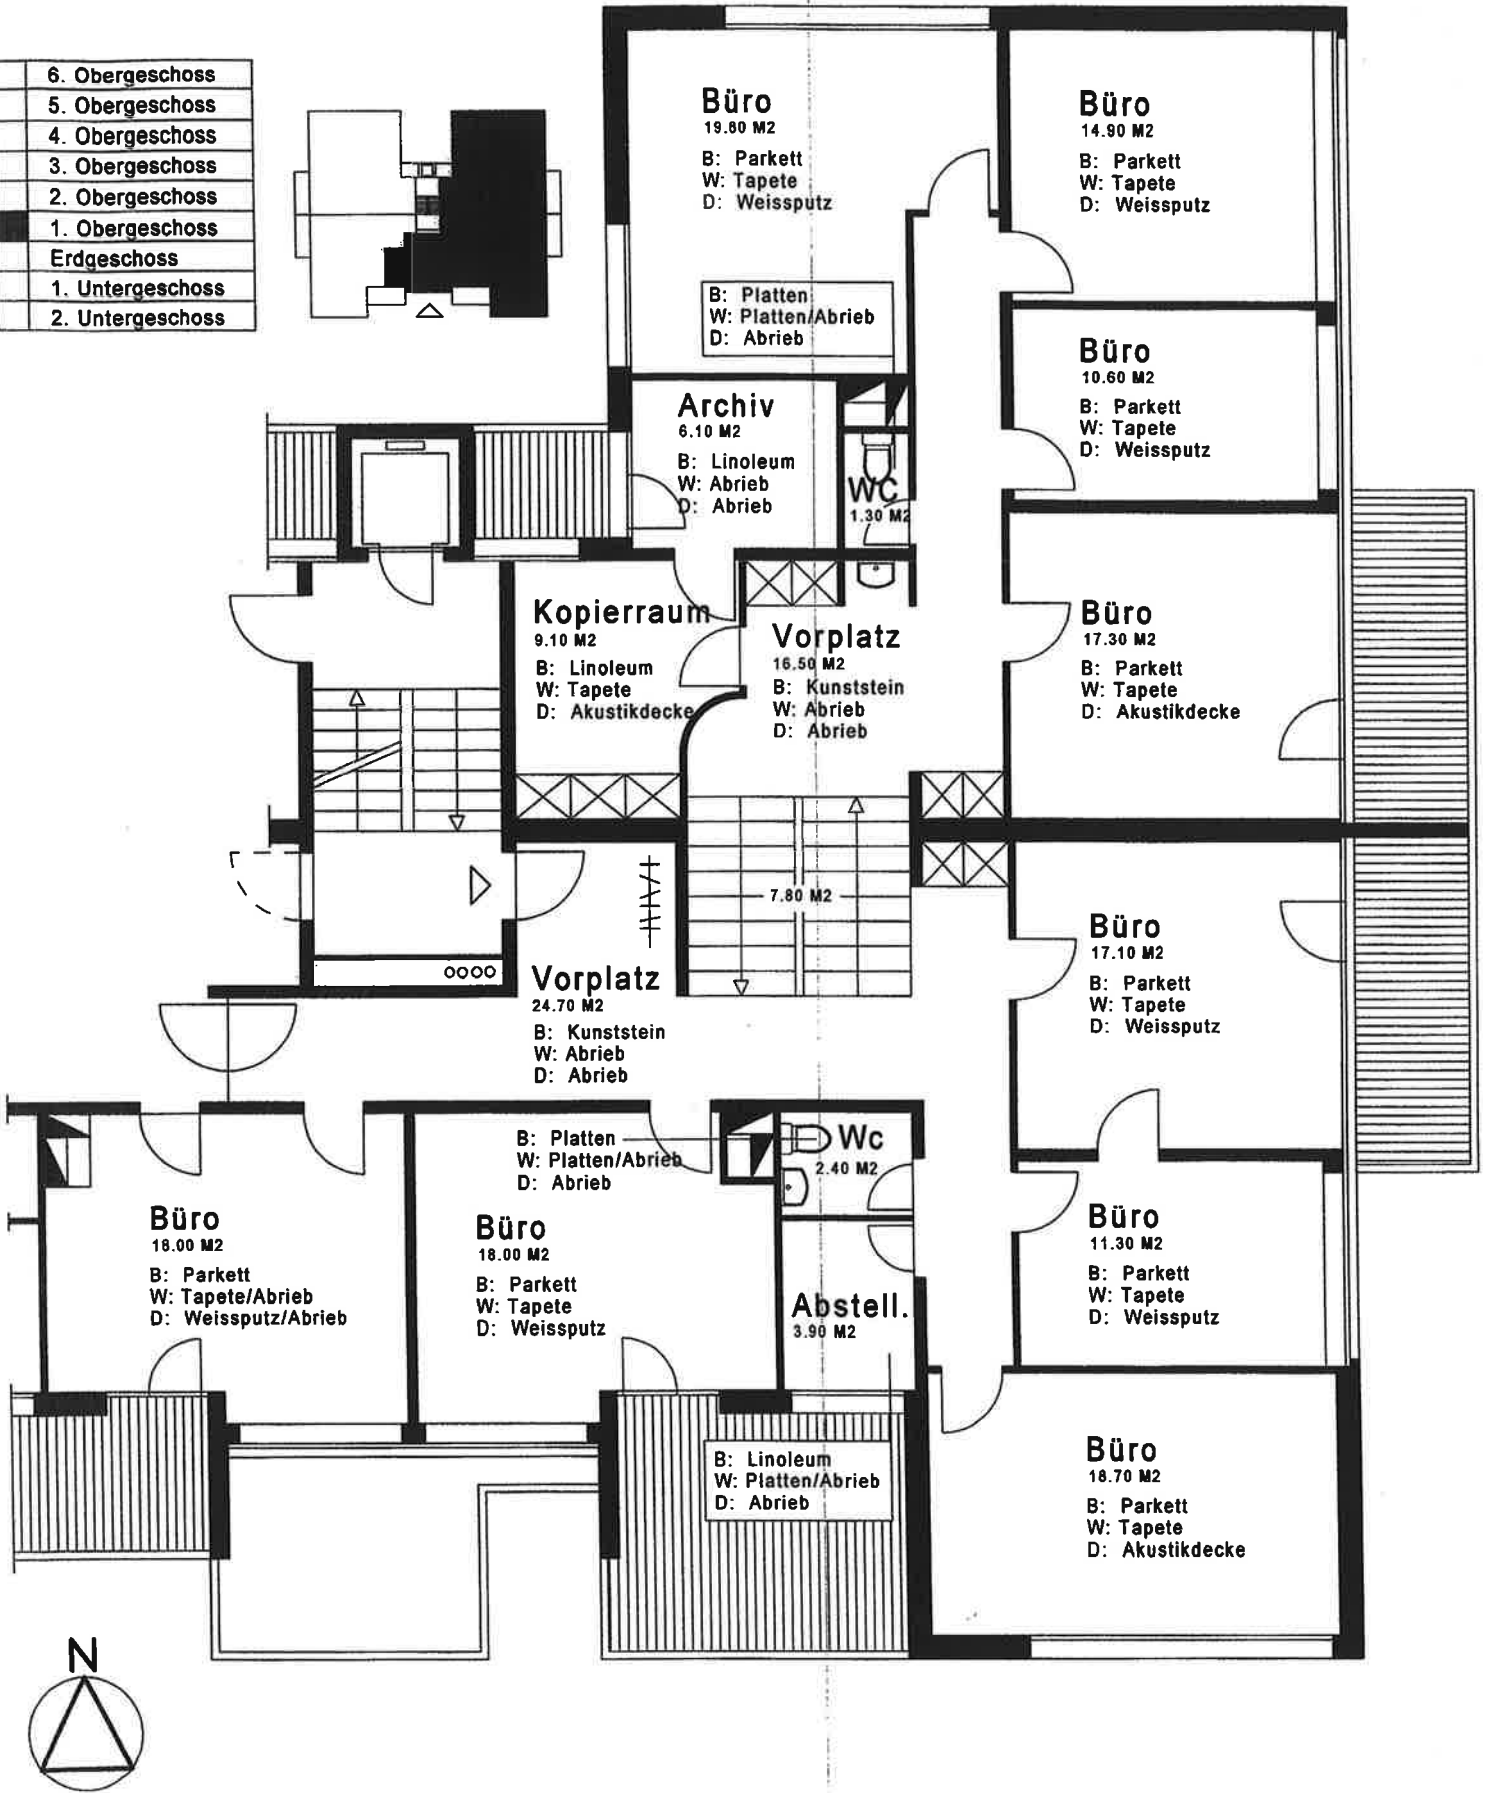 6. Obergeschoss
5. Obergeschoss
4. Obergeschoss
3. Obergeschoss
2. Obergeschoss
1. Obergeschoss
Erdgeschoss
1. Untergeschoss
2. Untergeschoss
Büro
19.80 M2
B: Parkett
W: Tapete
D: Weissputz
Büro
14.90 M2
B: Parkett
W: Tapete
D: Weissputz
B: Platten
W: Platten/Abrieb
D: Abrieb
Büro
10.60 M2
B: Parkett
W: Tapete
D: Weissputz
Archiv
6.10 M2
B: Linoleum
W: Abrieb
D: Abrieb
WC
1.30 M2
Kopierraum
9.10 M2
B: Linoleum
W: Tapete
D: Akustikdecke
Vorplatz
16.50 M2
B: Kunststein
W: Abrieb
D: Abrieb
Büro
17.30 M2
B: Parkett
W: Tapete
D: Akustikdecke
7.80 M2
Büro
17.10 M2
B: Parkett
W: Tapete
D: Weissputz
Vorplatz
24.70 M2
B: Kunststein
W: Abrieb
D: Abrieb
B: Platten
W: Platten/Abrieb
D: Abrieb
Wc
2.40 M2
Büro
18.00 M2
B: Parkett
W: Tapete/Abrieb
D: Weissputz/Abrieb
Büro
18.00 M2
B: Parkett
W: Tapete
D: Weissputz
Abstell.
3.90 M2
Büro
11.30 M2
B: Parkett
W: Tapete
D: Weissputz
B: Linoleum
W: Platten/Abrieb
D: Abrieb
Büro
18.70 M2
B: Parkett
W: Tapete
D: Akustikdecke
N